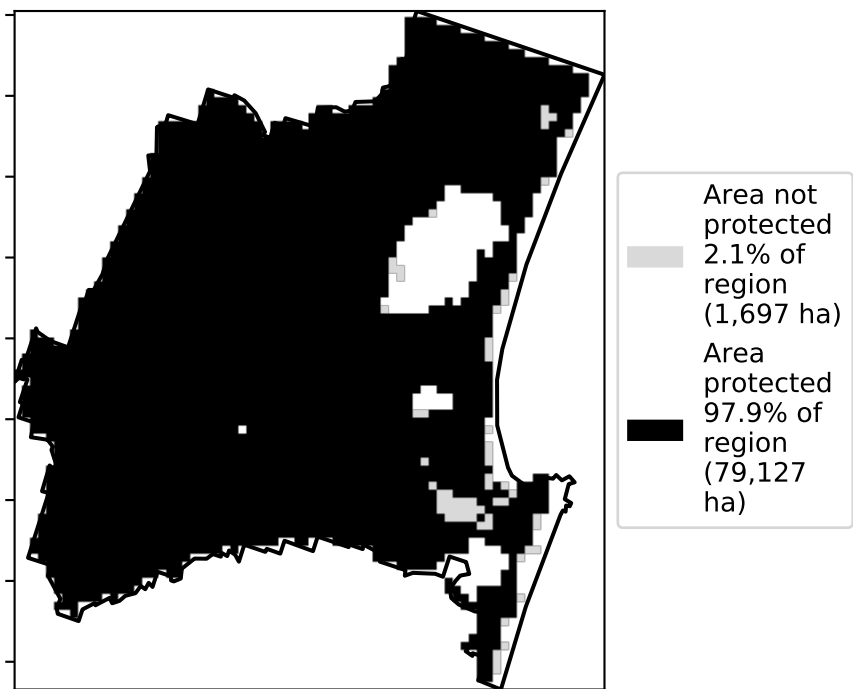 Area not
protected
2.1% of
region
(1,697 ha)
Area
protected
97.9% of
region
(79,127
ha)